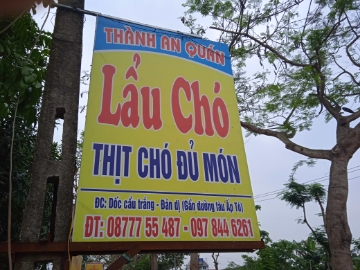 THÀNH AN QUÁN
Lẩu Chó
THỊT CHÓ ĐỦ MÓN
ĐC: Dốc cầu trắng - Đán dị (Gần đường tàu Ấp Tó)
ĐT: 08777 55 487 - 097 844 6261